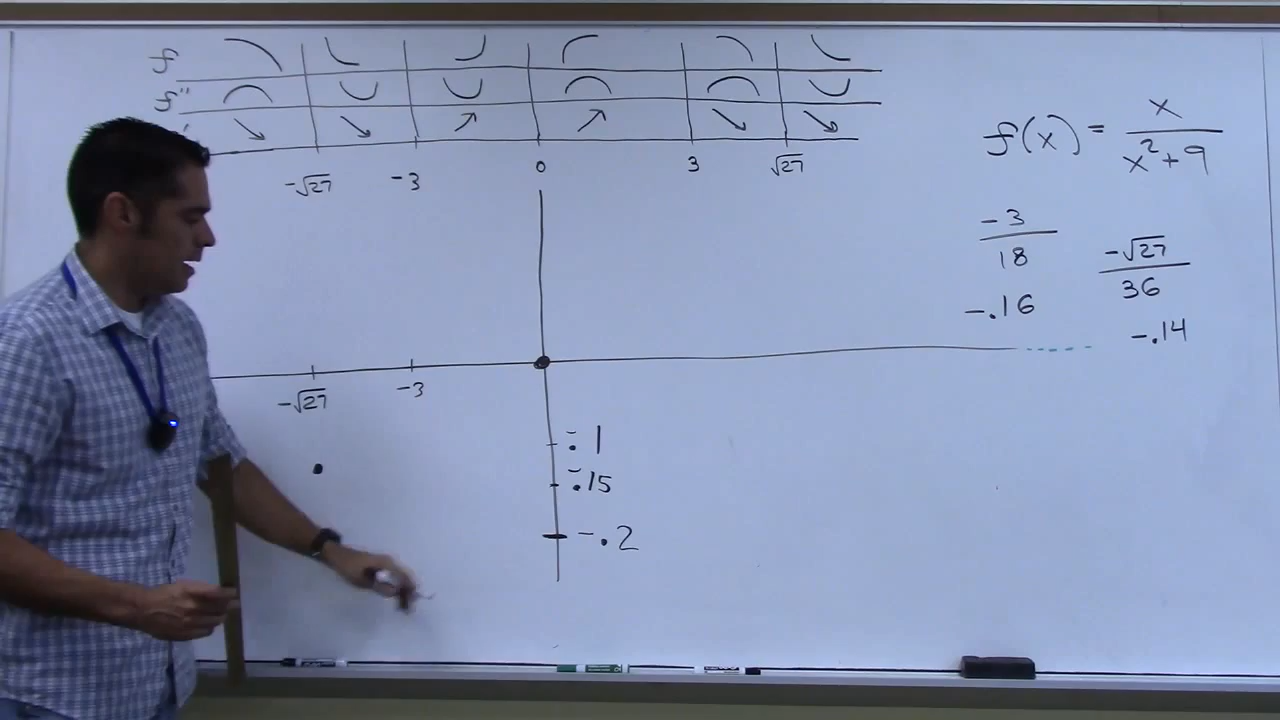 f
f''
'
-√27 -3 0 3 √27
f(x) = x / x²+9
-3 / 18
-.16
-√27 / 36
-.14
-√27 -3
-.1
-.15
-.2